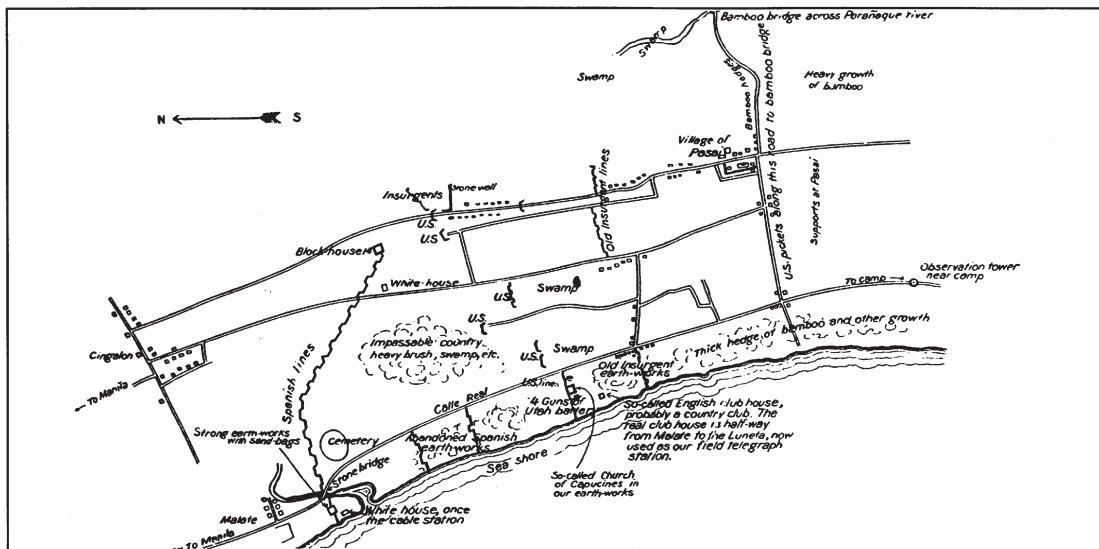 Bamboo bridge across Parañaque river
Swamp
Swamp
Heavy growth
of bamboo
N S
Bamboo Hedges
U.S. pickets along this road to bamboo bridge
Village of
Pasai
Supports at Pasai
Insurgents
Stone wall
U.S.
U.S.
Old Insurgent lines
Block-house
White-house
U.S.
Swamp
To camp →
Observation tower
near camp
U.S.
Cingalon
← To Manila
Impassable country
heavy brush, swamp, etc.
U.S.
Swamp
Thick hedge of bamboo and other growth
Spanish lines
Old Insurgent
earth-works
Calle Real
U.S. line
4 Guns of
Utah batter
So-called English club house,
probably a country club. The
real club house is half-way
from Malate to the Luneta, now
used as our field telegraph
station.
Strong earth-works
with sand-bags
Cemetery
Abandoned Spanish
earth-works
Sea shore
So-called Church
of Capucines in
our earth-works
Stone bridge
Malate
White house, once
the cable station
← To Manila